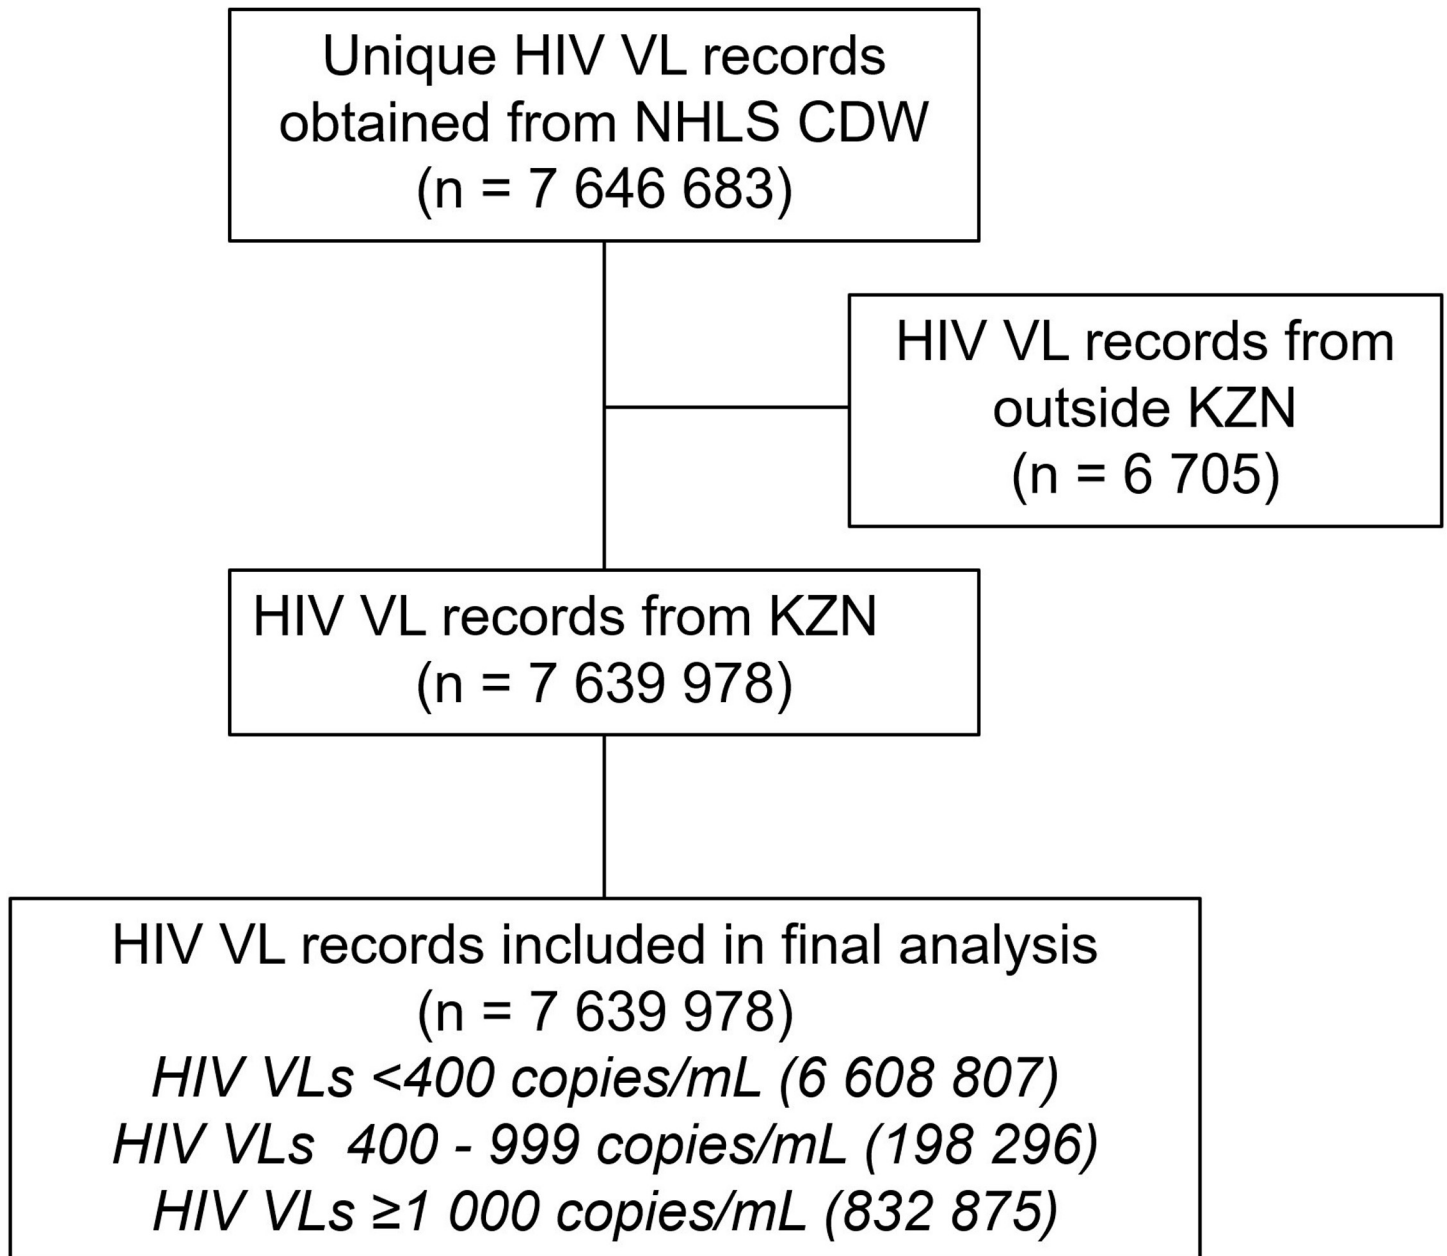 Unique HIV VL records
obtained from NHLS CDW
(n = 7 646 683)
HIV VL records from
outside KZN
(n = 6 705)
HIV VL records from KZN
(n = 7 639 978)
HIV VL records included in final analysis
(n = 7 639 978)
HIV VLs <400 copies/mL (6 608 807)
HIV VLs  400 - 999 copies/mL (198 296)
HIV VLs ≥1 000 copies/mL (832 875)